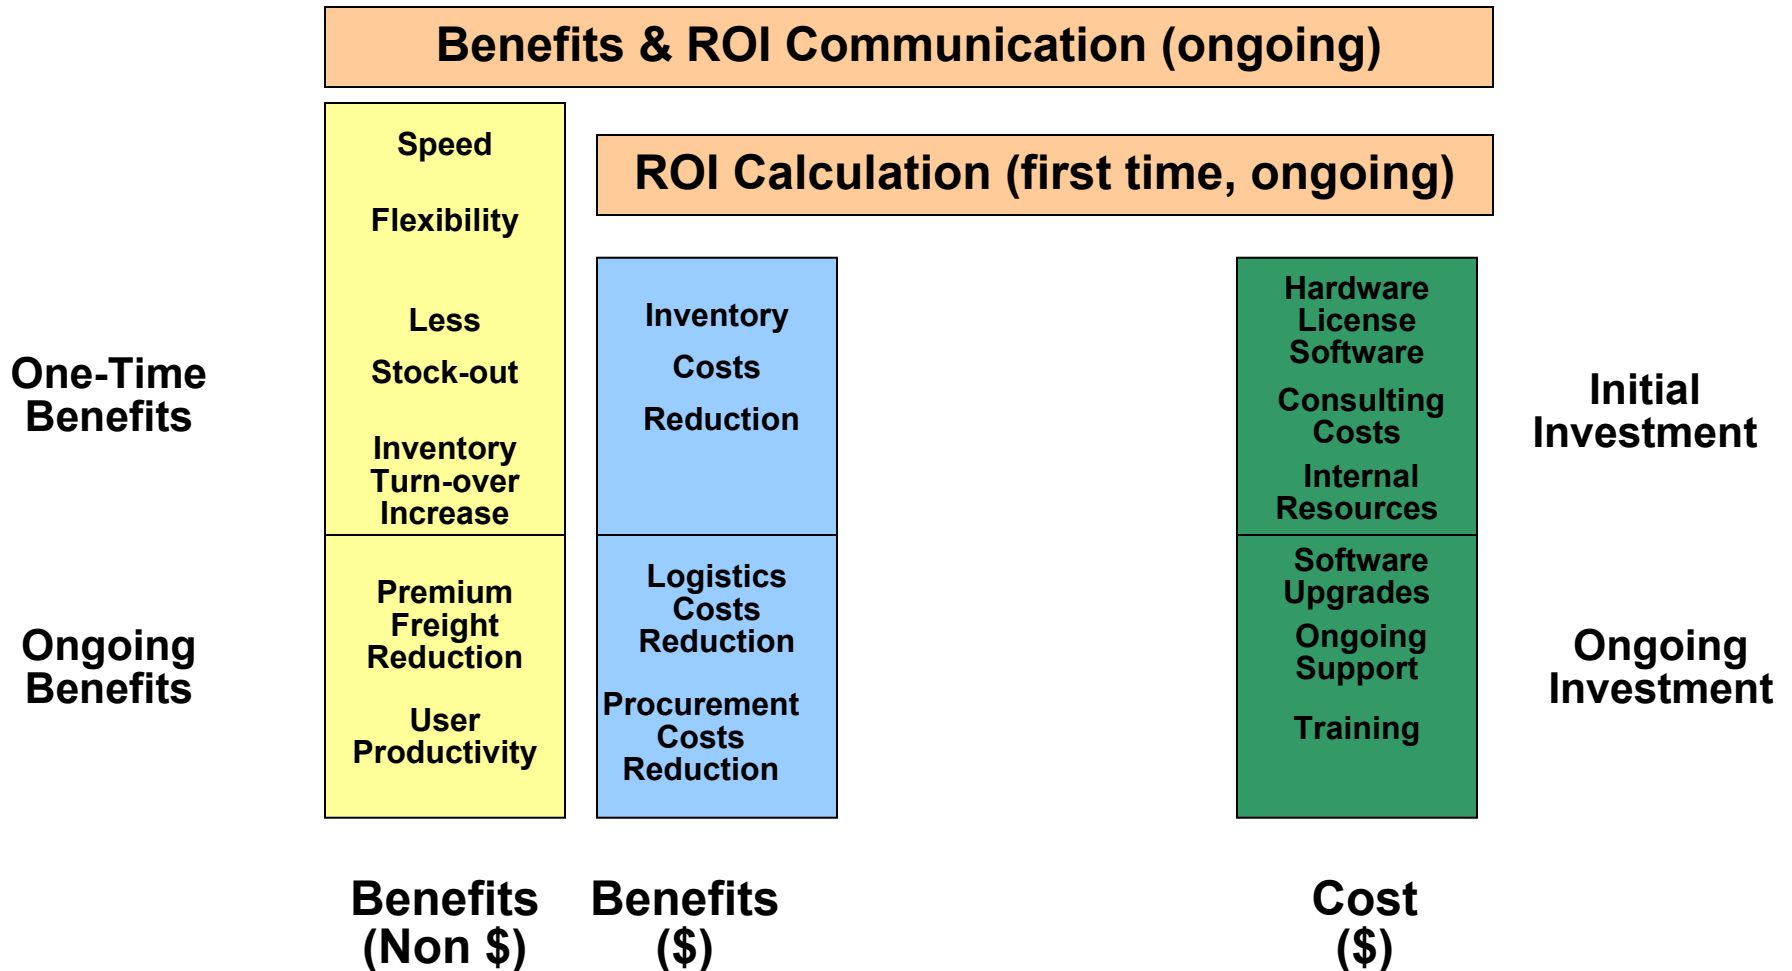 Benefits & ROI Communication (ongoing)
ROI Calculation (first time, ongoing)
One-Time
Benefits
Ongoing
Benefits
Speed
Flexibility
Less
Stock-out
Inventory
Turn-over
Increase
Premium
Freight
Reduction
User
Productivity
Benefits
(Non $)
Inventory
Costs
Reduction
Logistics
Costs
Reduction
Procurement
Costs
Reduction
Benefits
($)
Hardware
License
Software
Consulting
Costs
Internal
Resources
Software
Upgrades
Ongoing
Support
Training
Cost
($)
Initial
Investment
Ongoing
Investment